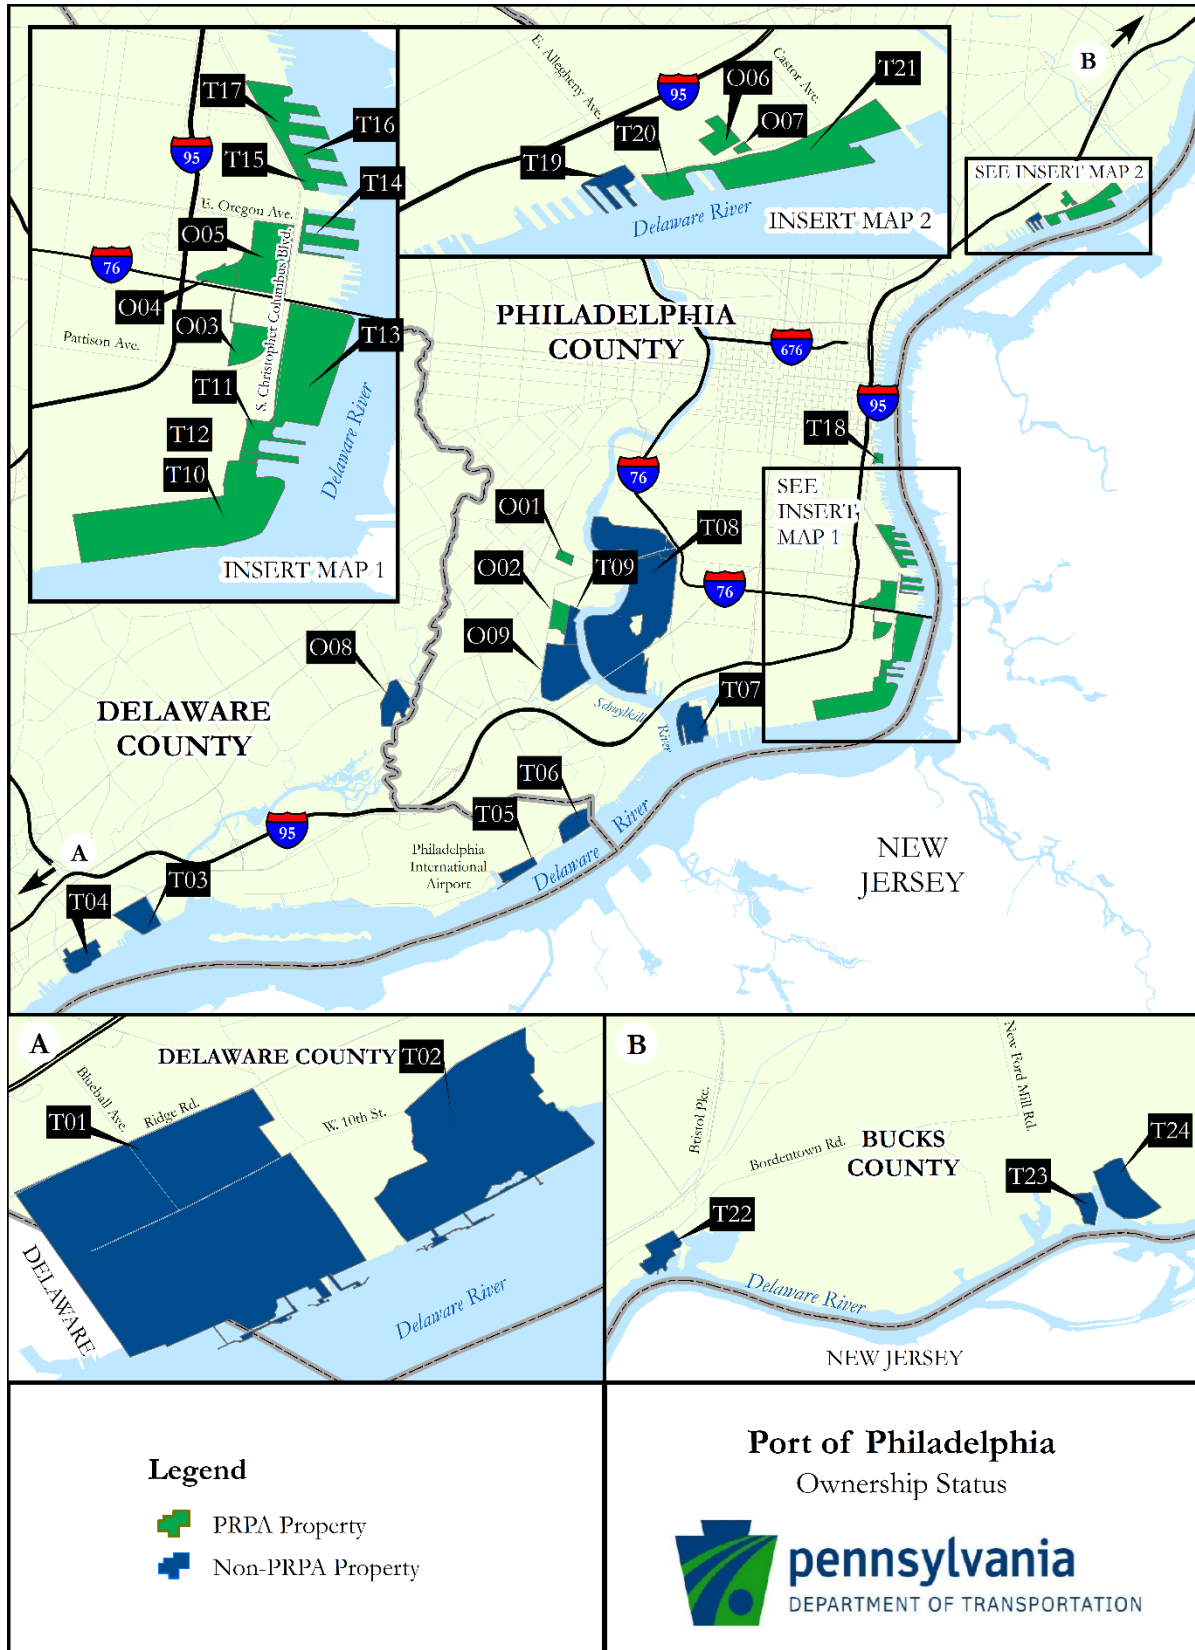 T17
T16
95
T15
T14
E. Oregon Ave.
O05
76
O04
O03
S. Christopher Columbus Blvd.
Pattison Ave.
T13
T11
T12
T10
Delaware River
INSERT MAP 1
E. Allegheny Ave.
Castor Ave.
95
O06
T21
O07
T20
T19
Delaware River
INSERT MAP 2
B
SEE INSERT MAP 2
PHILADELPHIA
COUNTY
676
95
T18
76
SEE
INSERT
MAP 1
O01
T08
O02
T09
76
O09
O08
T07
DELAWARE
COUNTY
Schuylkill
River
T06
T05
Delaware River
95
Philadelphia
International
Airport
NEW
JERSEY
A
T03
T04
A
DELAWARE COUNTY
T02
Blueball Ave.
Ridge Rd.
W. 10th St.
T01
DELAWARE
Delaware River
B
New Ford Mill Rd.
Bristol Pke.
Bordentown Rd.
BUCKS
COUNTY
T24
T23
T22
Delaware River
NEW JERSEY
Legend
PRPA Property
Non-PRPA Property
Port of Philadelphia
Ownership Status
pennsylvania
DEPARTMENT OF TRANSPORTATION